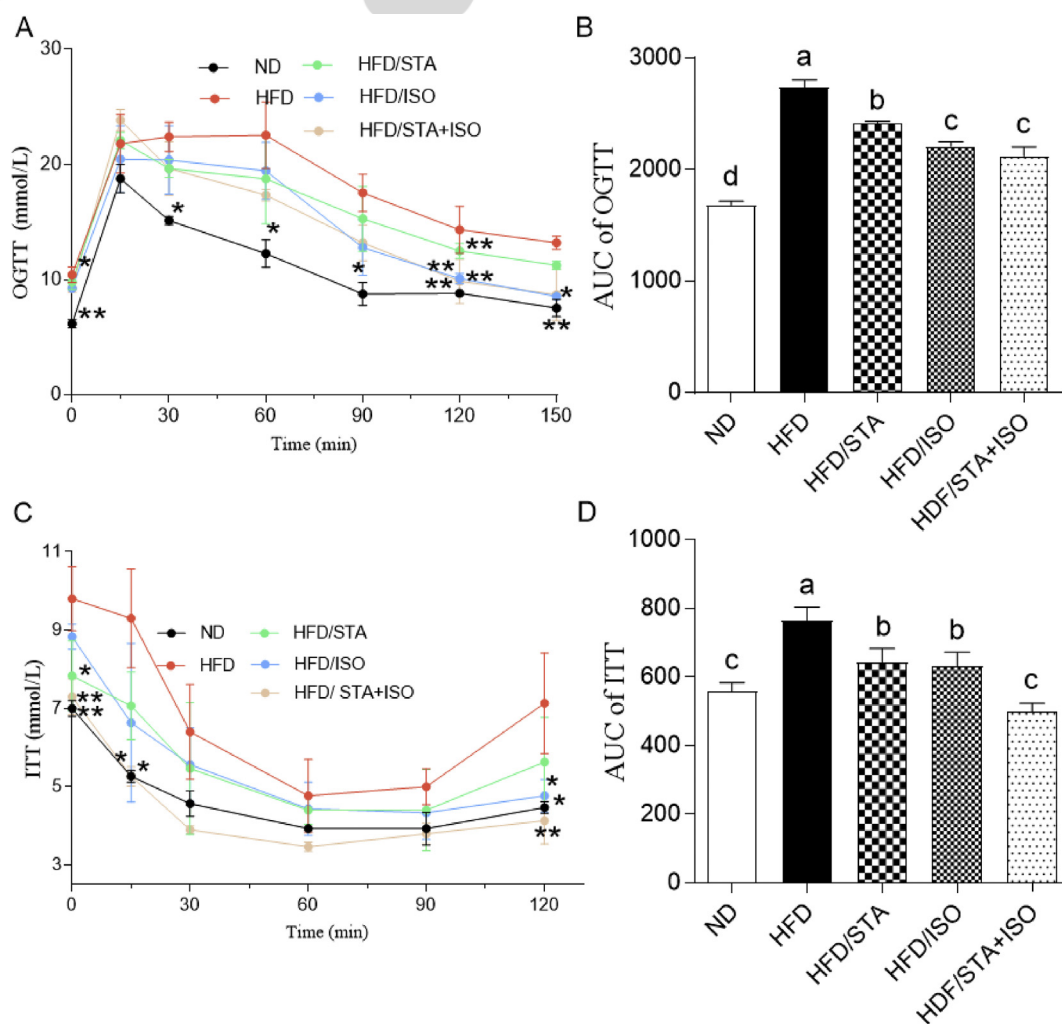 A
OGTT (mmol/L)
30
20
10
0
ND
HFD
HFD/STA
HFD/ISO
HFD/STA+ISO
*
**
*
*
*
**
**
**
**
*
**
0
30
60
90
120
150
Time (min)
B
AUC of OGTT
3000
2000
1000
0
d
a
b
c
c
ND
HFD
HFD/STA
HFD/ISO
HDF/STA+ISO
C
ITT (mmol/L)
11
9
7
5
3
ND
HFD
HFD/STA
HFD/ISO
HFD/ STA+ISO
*
**
**
*
*
*
*
**
0
30
60
90
120
Time (min)
D
AUC of ITT
1000
800
600
400
200
0
c
a
b
b
c
ND
HFD
HFD/STA
HFD/ISO
HDF/STA+ISO